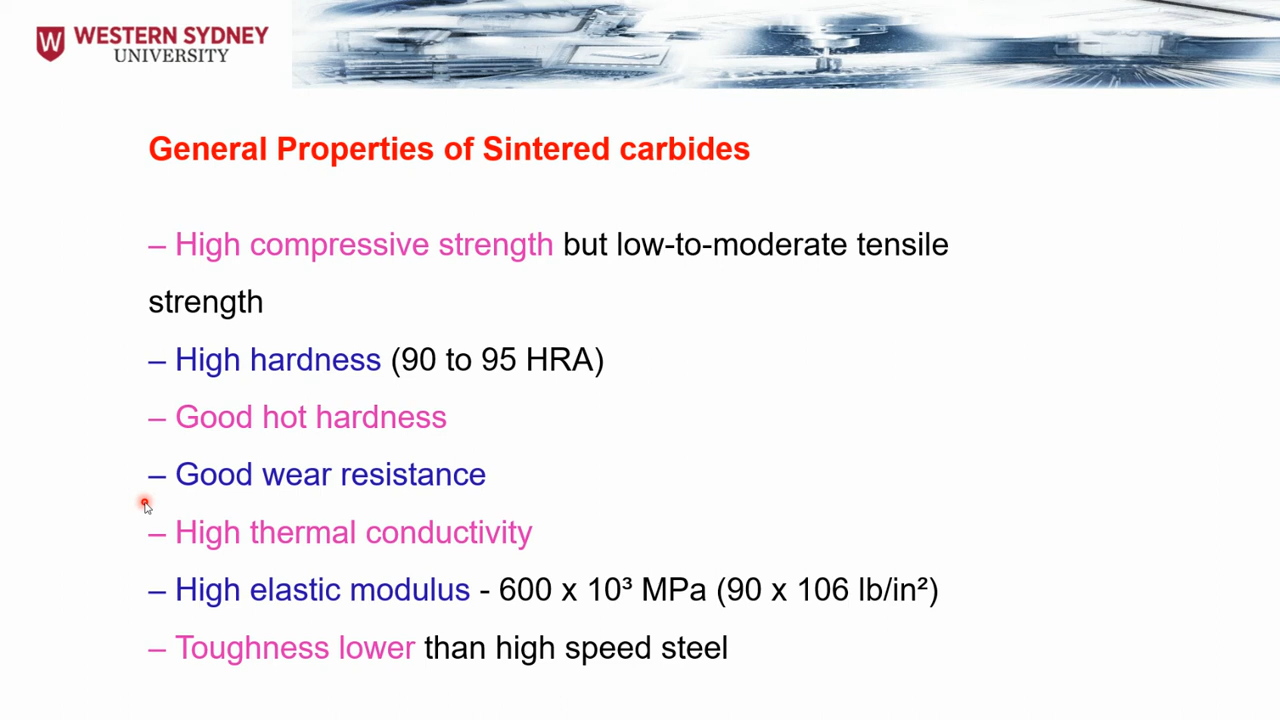 WESTERN SYDNEY
UNIVERSITY
General Properties of Sintered carbides
– High compressive strength but low-to-moderate tensile
strength
– High hardness (90 to 95 HRA)
– Good hot hardness
– Good wear resistance
– High thermal conductivity
– High elastic modulus - 600 x 10³ MPa (90 x 106 lb/in²)
– Toughness lower than high speed steel